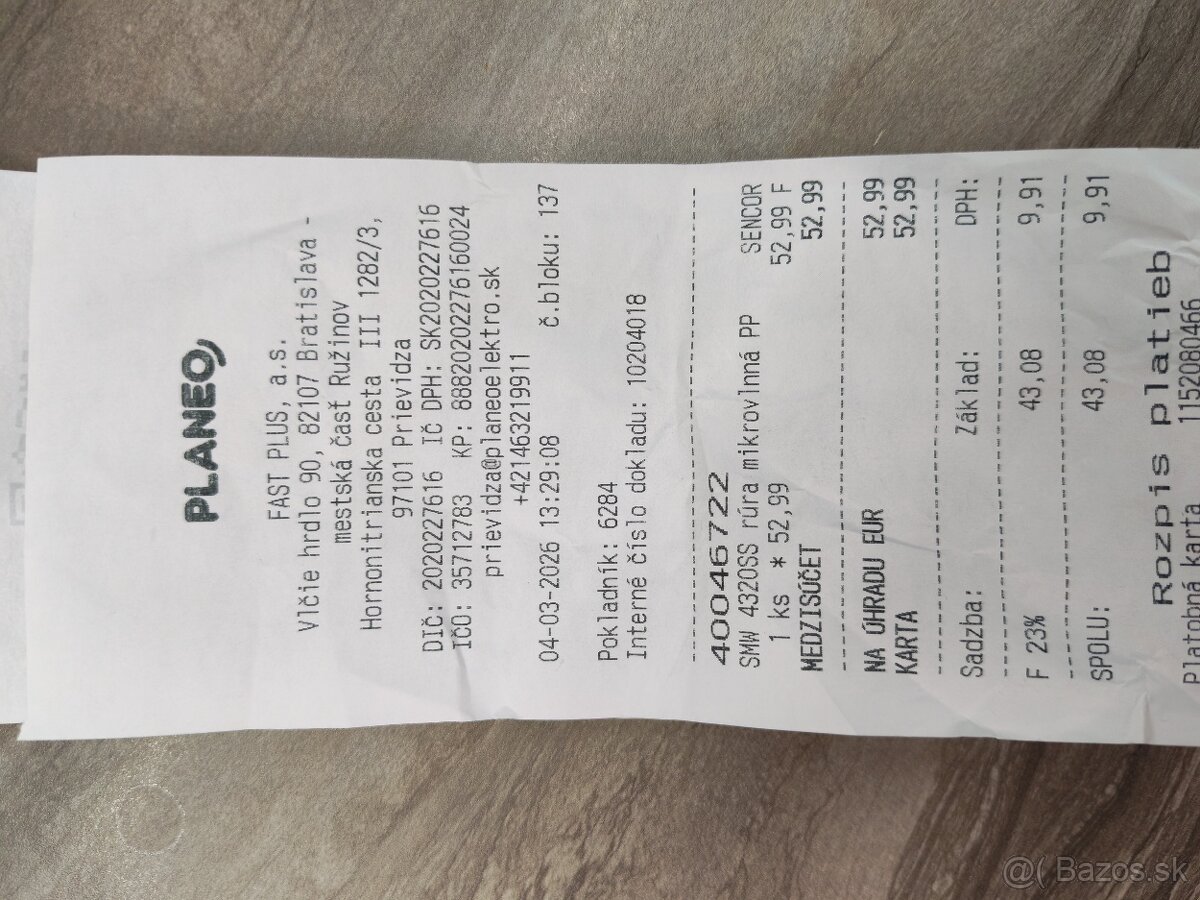 PLANEO
FAST PLUS, a.s.
Vlčie hrdlo 90, 82107 Bratislava -
mestská časť Ružinov
Hornonitrianska cesta III 1282/3,
97101 Prievidza
DIČ: 2020227616 IČ DPH: SK2020227616
IČO: 35712783 KP: 88820202276160024
prievidza@planeoelektro.sk
+421463219911
04-03-2026 13:29:08 č.bloku: 137
Pokladník: 6284
Interné číslo dokladu: 10204018
40046722
SMW 4320SS rúra mikrovlnná PP SENCOR
1 ks * 52,99 52,99 F
MEDZISÚČET 52,99
NA ÚHRADU EUR 52,99
KARTA 52,99
Sadzba: Základ: DPH:
F 23% 43,08 9,91
SPOLU: 43,08 9,91
Rozpis platieb
Platobná karta 1152080466
@( Bazos.sk